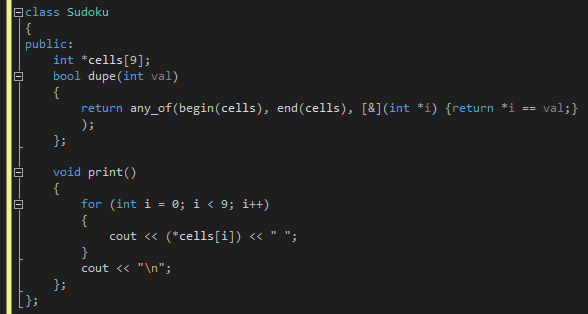 class Sudoku
{
public:
    int *cells[9];
    bool dupe(int val)
    {
        return any_of(begin(cells), end(cells), [&](int *i) {return *i == val;}
        );
    };

    void print()
    {
        for (int i = 0; i < 9; i++)
        {
            cout << (*cells[i]) << " ";
        }
        cout << "\n";
    };
};